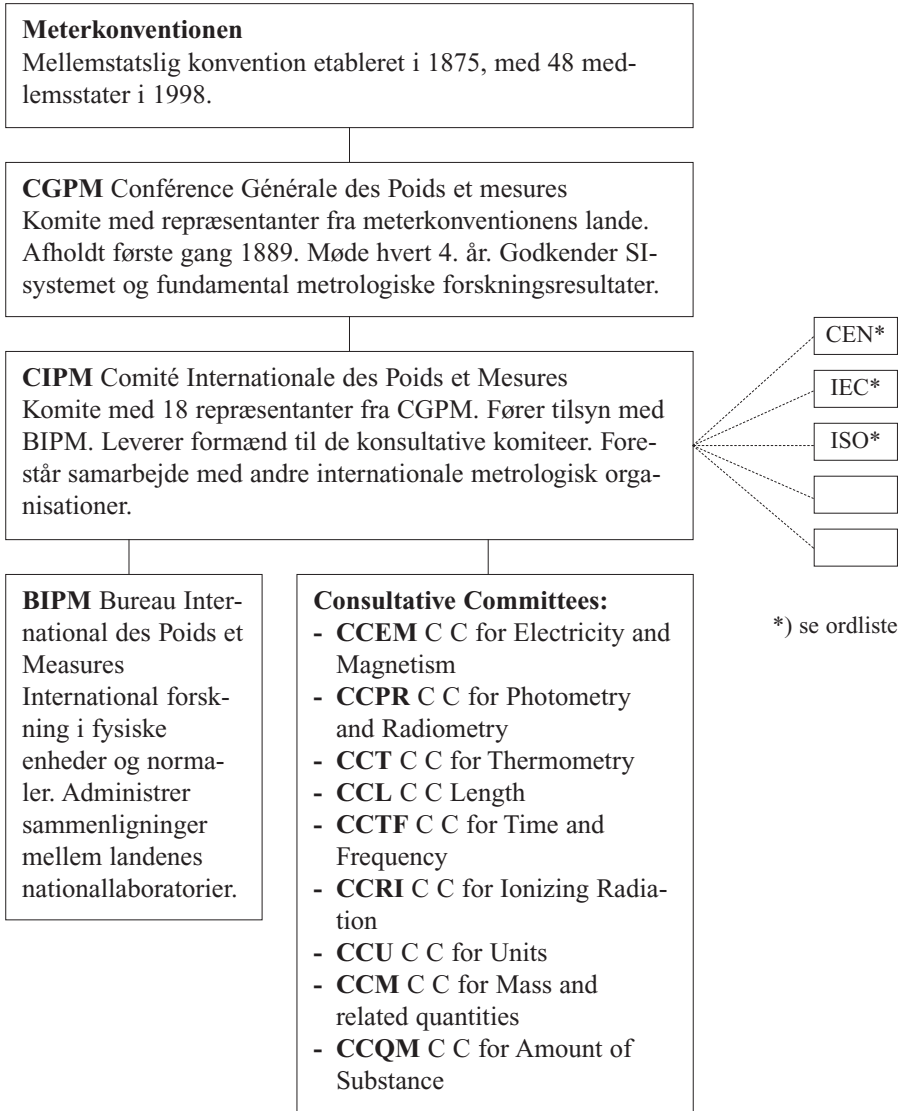 Meterkonventionen
Mellemstatslig konvention etableret i 1875, med 48 med-
lemsstater i 1998.
CGPM Conférence Générale des Poids et mesures
Komite med repræsentanter fra meterkonventionens lande.
Afholdt første gang 1889. Møde hvert 4. år. Godkender SI-
systemet og fundamental metrologiske forskningsresultater.
CIPM Comité Internationale des Poids et Mesures
Komite med 18 repræsentanter fra CGPM. Fører tilsyn med
BIPM. Leverer formænd til de konsultative komiteer. Fore-
står samarbejde med andre internationale metrologisk orga-
nisationer.
CEN*
IEC*
ISO*
*) se ordliste
BIPM Bureau Inter-
national des Poids et
Measures
International forsk-
ning i fysiske
enheder og norma-
ler. Administrer
sammenligninger
mellem landenes
nationallaboratorier.
Consultative Committees:
- CCEM C C for Electricity and
Magnetism
- CCPR C C for Photometry
and Radiometry
- CCT C C for Thermometry
- CCL C C Length
- CCTF C C for Time and
Frequency
- CCRI C C for Ionizing Radia-
tion
- CCU C C for Units
- CCM C C for Mass and
related quantities
- CCQM C C for Amount of
Substance